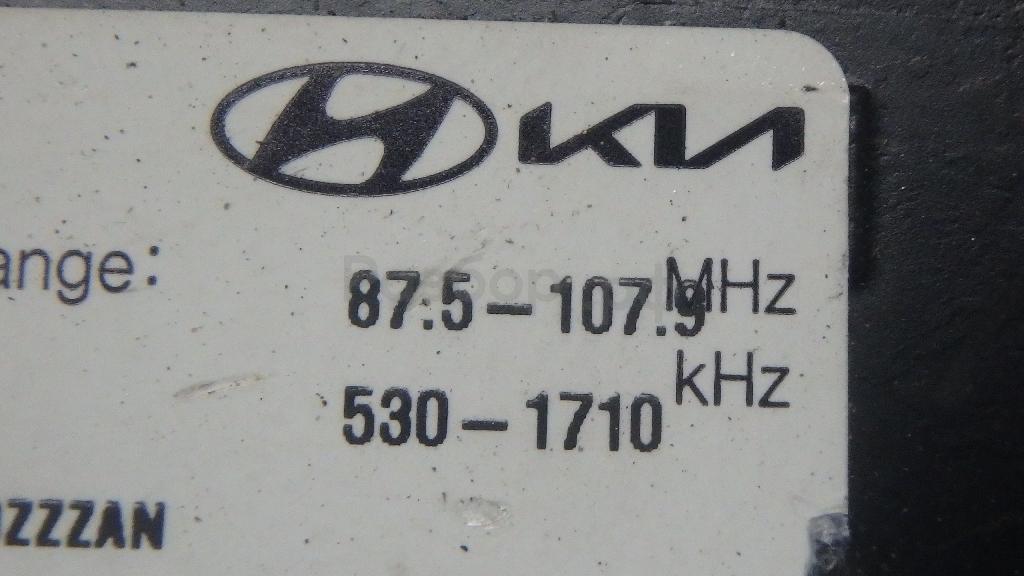 KIA
ange:
87.5-107.9 MHz
530-1710 kHz
ZZZAN